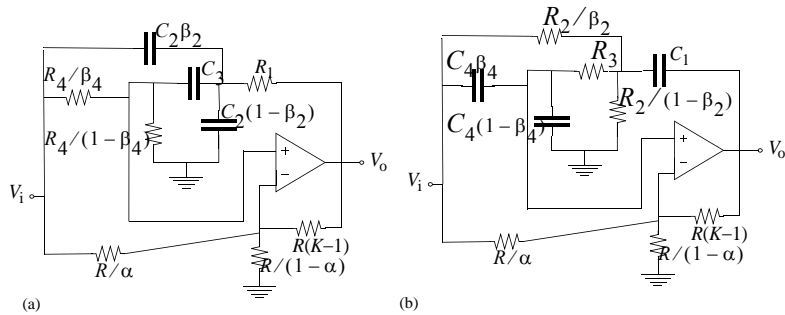 C₂β₂
R₄/β₄
C₃
R₁
C₂(1−β₂)
R₄/(1−β₄)
+
−
Vᵢ
Vₒ
R(K−1)
R/α
R/(1−α)
(a)
R₂/β₂
C₄β₄
R₃
C₁
R₂/(1−β₂)
C₄(1−β₄)
+
−
Vᵢ
Vₒ
R(K−1)
R/α
R/(1−α)
(b)